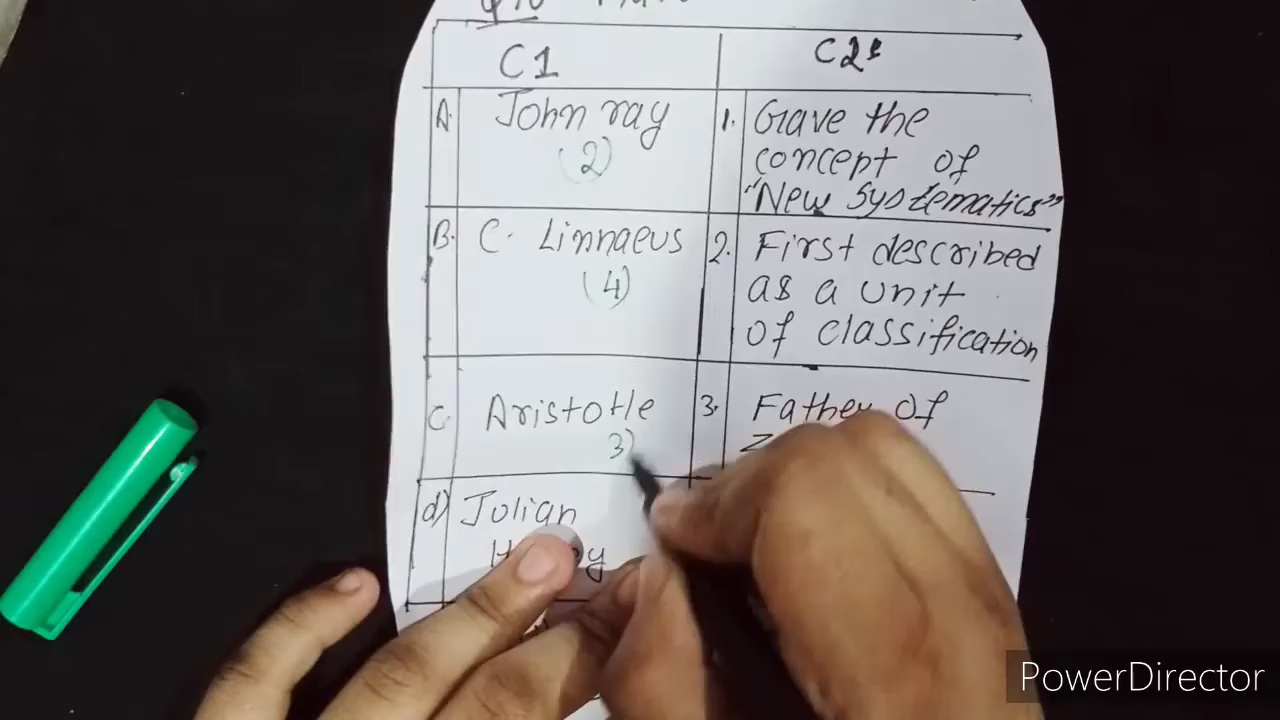 C1
C2
A. John ray
(2)
1. Gave the
concept of
"New Systematics"
B. C. Linnaeus
(4)
2. First described
as a unit
of classification
C. Aristotle
3)
3. Father of
d) Julian
PowerDirector